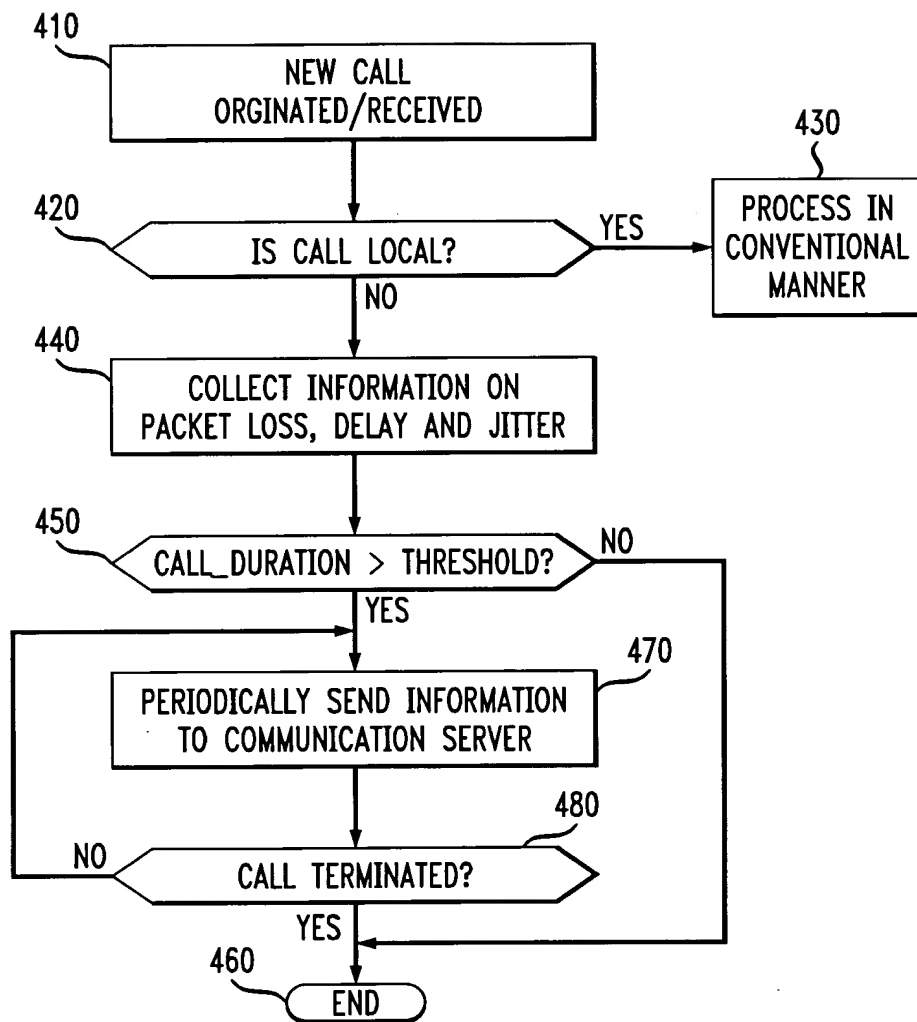 410
NEW CALL
ORGINATED/RECEIVED
430
PROCESS IN
CONVENTIONAL
MANNER
420
IS CALL LOCAL?
YES
NO
440
COLLECT INFORMATION ON
PACKET LOSS, DELAY AND JITTER
450
CALL_DURATION > THRESHOLD?
NO
YES
470
PERIODICALLY SEND INFORMATION
TO COMMUNICATION SERVER
480
NO
CALL TERMINATED?
YES
460
END